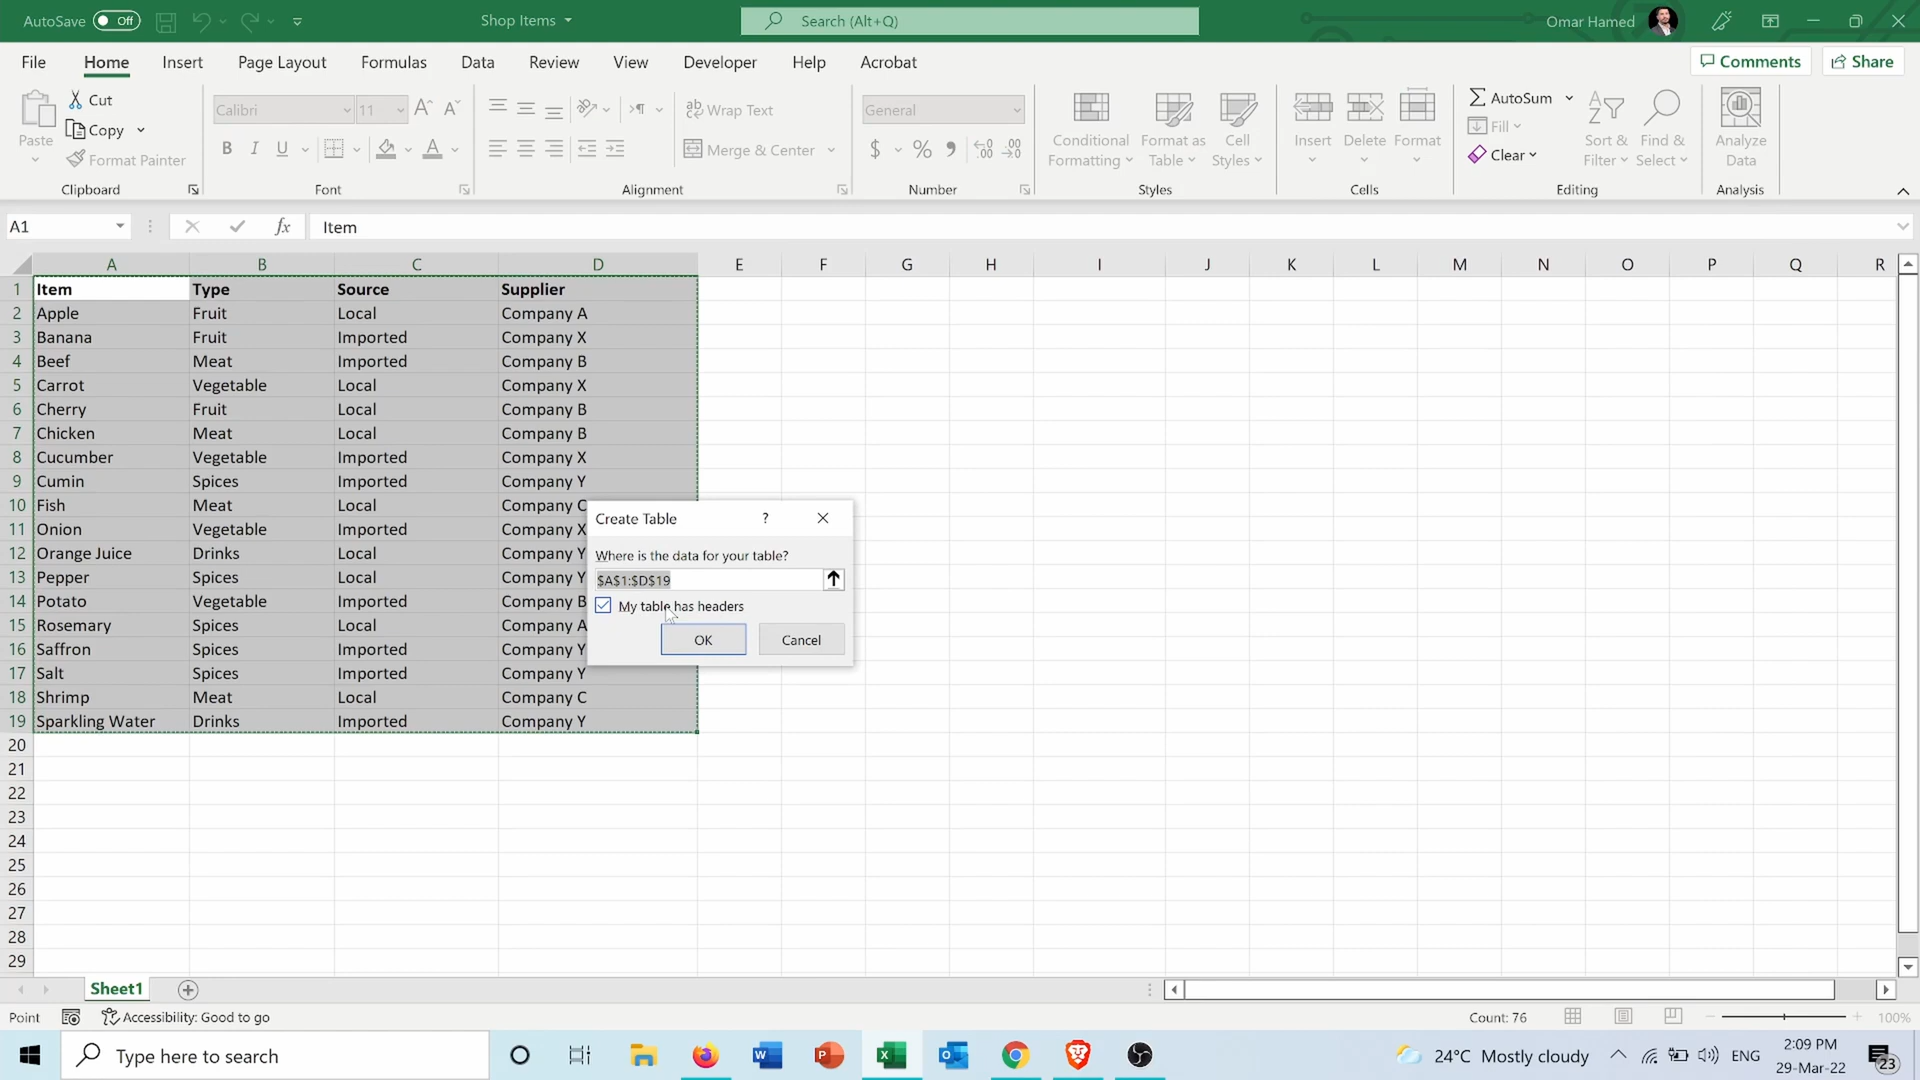 AutoSave Off Shop Items Search (Alt+Q) Omar Hamed
File Home Insert Page Layout Formulas Data Review View Developer Help Acrobat Comments Share
Paste Cut Copy Format Painter Clipboard
Calibri 11 B I U A Font
Wrap Text Merge & Center Alignment
General $ % Number
Conditional Formatting Format as Table Cell Styles Styles
Insert Delete Format Cells
AutoSum Fill Clear Sort & Filter Find & Select Editing
Analyze Data Analysis
A1 fx Item
A B C D E F G H I J K L M N O P Q R
1 Item Type Source Supplier
2 Apple Fruit Local Company A
3 Banana Fruit Imported Company X
4 Beef Meat Imported Company B
5 Carrot Vegetable Local Company X
6 Cherry Fruit Local Company B
7 Chicken Meat Local Company B
8 Cucumber Vegetable Imported Company X
9 Cumin Spices Imported Company Y
10 Fish Meat Local Company C
11 Onion Vegetable Imported Company X
12 Orange Juice Drinks Local Company Y
13 Pepper Spices Local Company Y
14 Potato Vegetable Imported Company B
15 Rosemary Spices Local Company A
16 Saffron Spices Imported Company Y
17 Salt Spices Imported Company Y
18 Shrimp Meat Local Company C
19 Sparkling Water Drinks Imported Company Y
20
21
22
23
24
25
26
27
28
29
Create Table ?
Where is the data for your table?
$A$1:$D$19
My table has headers
OK Cancel
Sheet1
Point Accessibility: Good to go Count: 76 100%
Type here to search 24°C Mostly cloudy ENG 2:09 PM
29-Mar-22 23